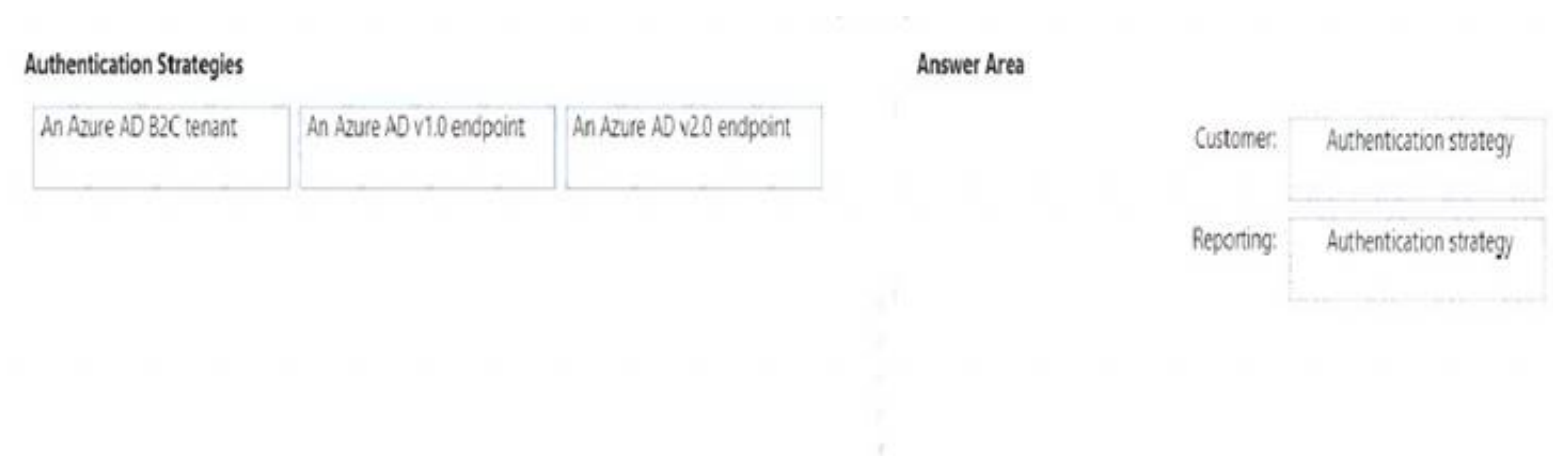 Authentication Strategies
An Azure AD B2C tenant
An Azure AD v1.0 endpoint
An Azure AD v2.0 endpoint
Answer Area
Customer: Authentication strategy
Reporting: Authentication strategy